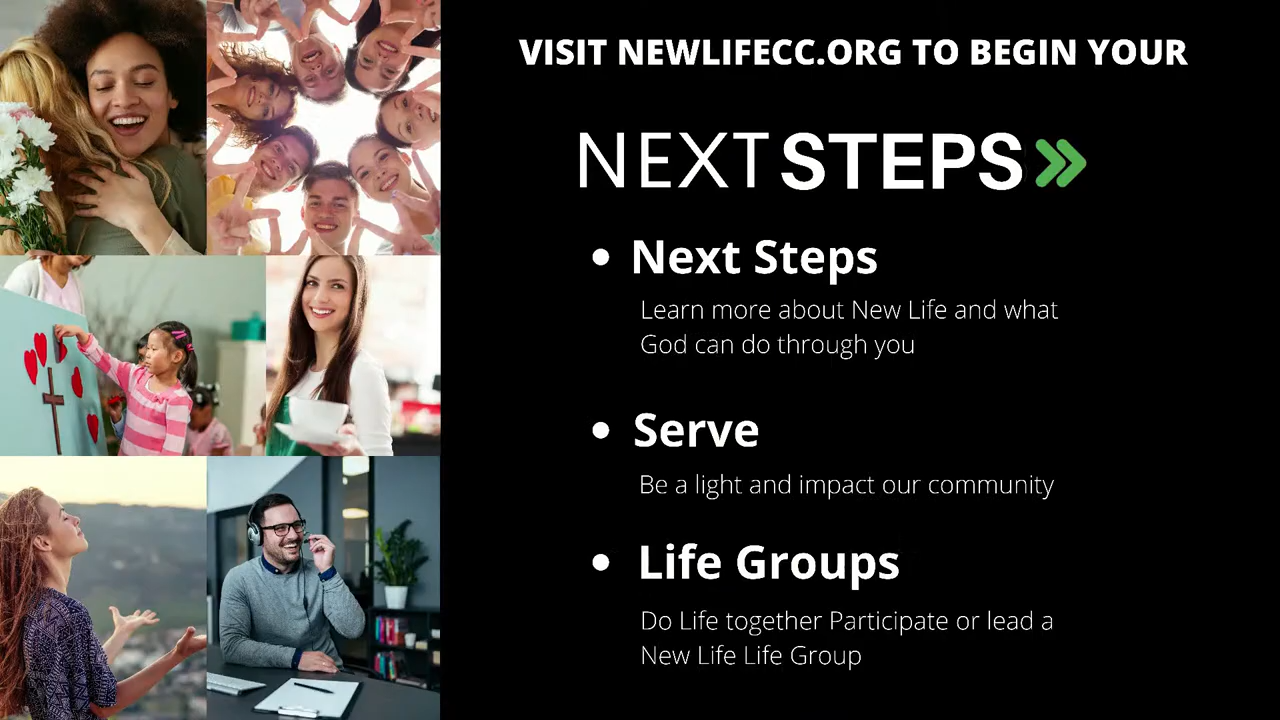 VISIT NEWLIFECC.ORG TO BEGIN YOUR
NEXT STEPS
• Next Steps
Learn more about New Life and what
God can do through you
• Serve
Be a light and impact our community
• Life Groups
Do Life together Participate or lead a
New Life Life Group